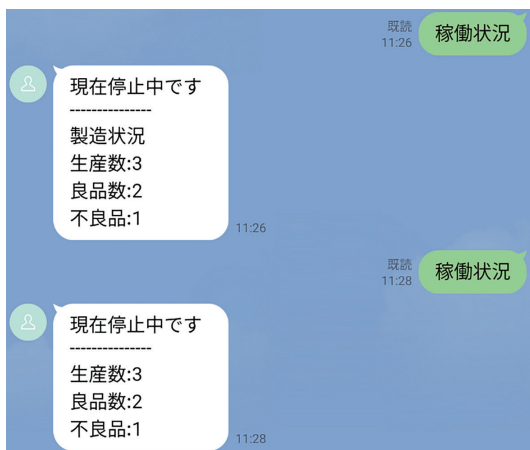 既読
11:26
稼働状況
現在停止中です
---------------
製造状況
生産数:3
良品数:2
不良品:1
11:26
既読
11:28
稼働状況
現在停止中です
---------------
生産数:3
良品数:2
不良品:1
11:28